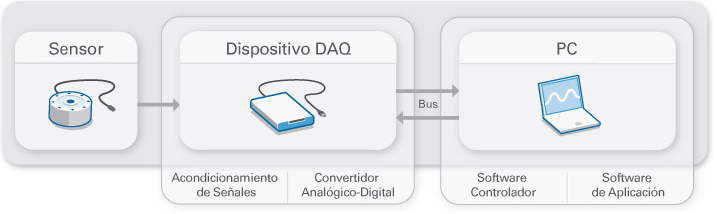 Sensor
Dispositivo DAQ
PC
Bus
Acondicionamiento
de Señales
Convertidor
Analógico-Digital
Software
Controlador
Software
de Aplicación